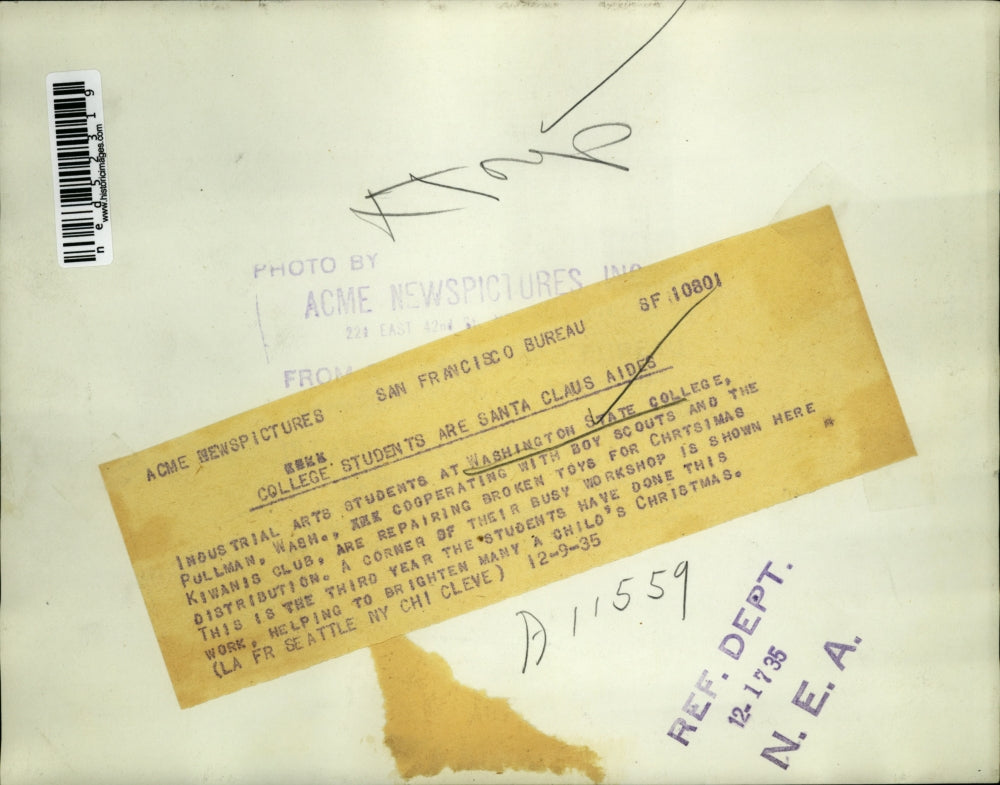 ned52319
www.historicimages.com
PHOTO BY
ACME NEWSPICTURES INC
220 EAST 42nd
FROM
ACME NEWSPICTURES SAN FRANCISCO BUREAU SF 10801
COLLEGE STUDENTS ARE SANTA CLAUS AIDES
INDUSTRIAL ARTS STUDENTS AT WASHINGTON STATE COLLEGE,
PULLMAN, WASH., XXX COOPERATING WITH BOY SCOUTS AND THE
KIWANIS CLUB, ARE REPAIRING BROKEN TOYS FOR CHRTSIMAS
DISTRIBUTION. A CORNER OF THEIR BUSY WORKSHOP IS SHOWN HERE
THIS IS THE THIRD YEAR THE STUDENTS HAVE DONE THIS
WORK, HELPING TO BRIGHTEN MANY A CHILD'S CHRISTMAS.
(LA FR SEATTLE NY CHI CLEVE) 12-9-35
A 11559
REF. DEPT.
12-17 35
N. E. A.